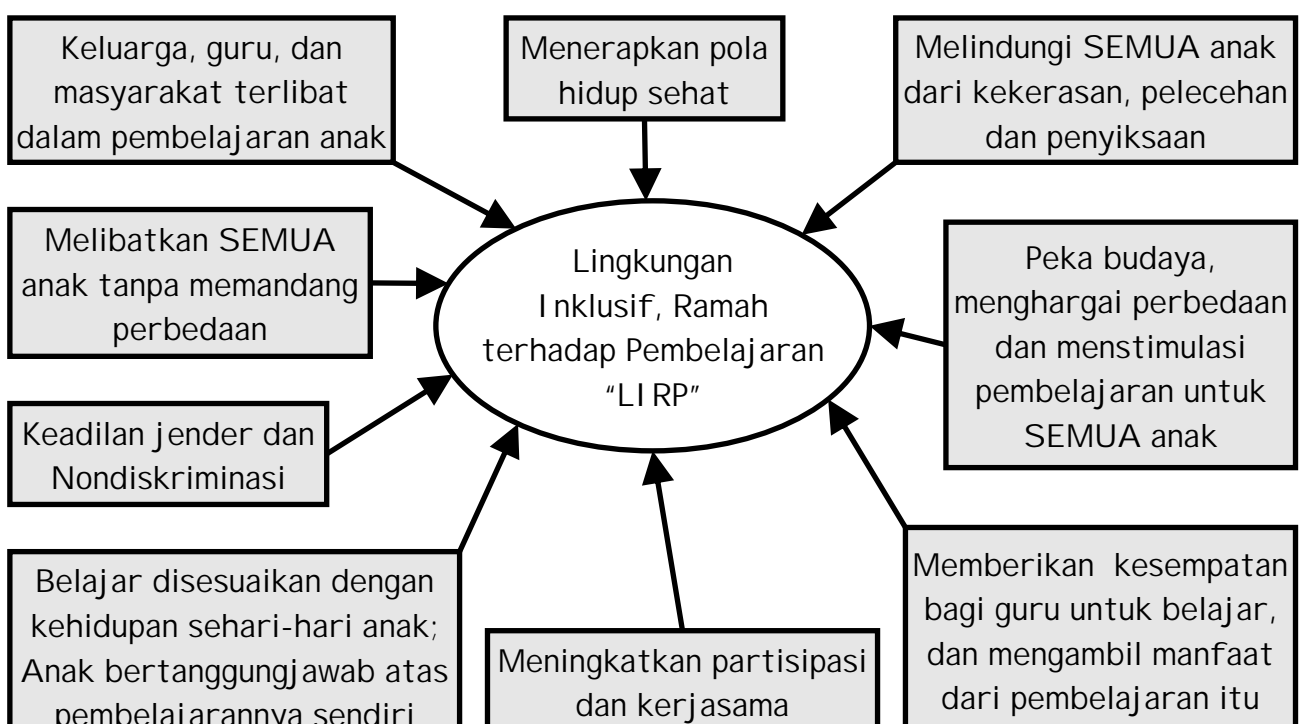 Keluarga, guru, dan
masyarakat terlibat
dalam pembelajaran anak
Menerapkan pola
hidup sehat
Melindungi SEMUA anak
dari kekerasan, pelecehan
dan penyiksaan
Melibatkan SEMUA
anak tanpa memandang
perbedaan
Lingkungan
Inklusif, Ramah
terhadap Pembelajaran
“LIRP”
Peka budaya,
menghargai perbedaan
dan menstimulasi
pembelajaran untuk
SEMUA anak
Keadilan jender dan
Nondiskriminasi
Belajar disesuaikan dengan
kehidupan sehari-hari anak;
Anak bertanggungjawab atas
pembelajarannya sendiri
Meningkatkan partisipasi
dan kerjasama
Memberikan kesempatan
bagi guru untuk belajar,
dan mengambil manfaat
dari pembelajaran itu